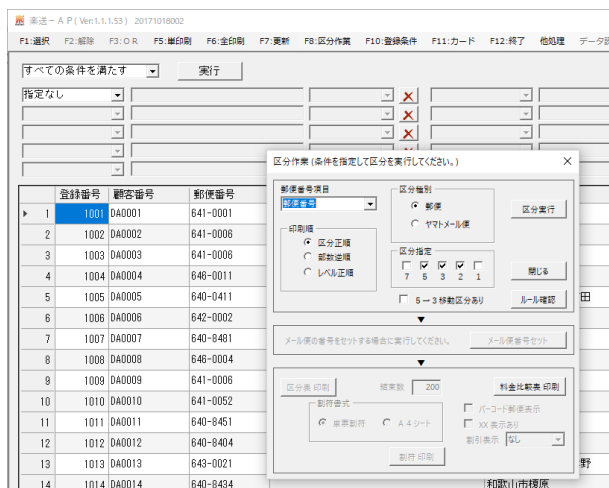 楽送－ＡＰ( Ver:1.1.1.53 ) 20171018002
F1:選択 F2:解除 F3:ＯＲ F5:単印刷 F6:全印刷 F7:更新 F8:区分作業 F10:登録条件 F11:カード F12:終了 他処理
すべての条件を満たす 実行
指定なし
区分作業 (条件を指定して区分を実行してください。)
郵便番号項目
郵便番号
印刷順
区分正順
部数逆順
レベル正順
区分種別
郵便
ヤマトメール便
区分指定
7 5 3 2 1
5→3移動区分あり
区分実行
閉じる
ルール確認
▼
メール便の番号をセットする場合に実行してください。 メール便番号セット
▼
区分表 印刷 結束数 200 料金比較表 印刷
割符書式
単票割符 Ａ４シート
バーコード郵便表示
XX 表示あり
割引表示 なし
割符 印刷
登録番号 顧客番号 郵便番号
1 1001 DA0001 641-0001
2 1002 DA0002 641-0006
3 1003 DA0003 641-0006
4 1004 DA0004 646-0011
5 1005 DA0005 640-0411 田
6 1006 DA0006 642-0002
7 1007 DA0007 640-8481
8 1008 DA0008 646-0004
9 1009 DA0009 641-0006
10 1010 DA0010 641-0052
11 1011 DA0011 640-8451
12 1012 DA0012 640-8404
13 1013 DA0013 643-0021 野
14 1014 DA0014 640-8434 和歌山市榎原